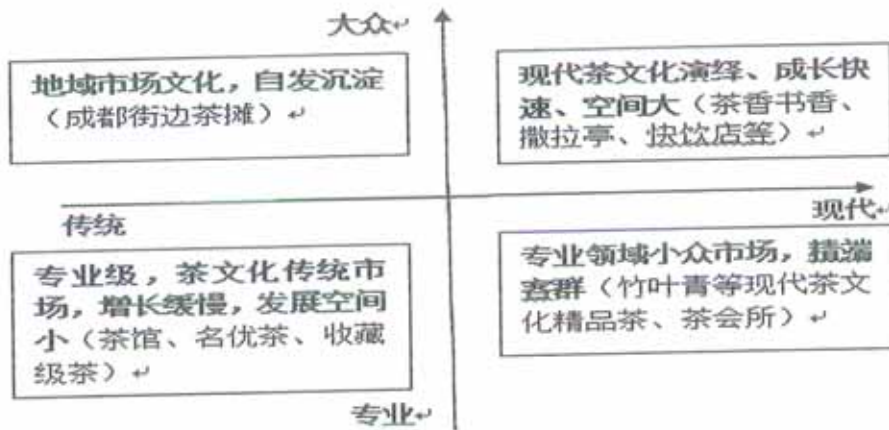 大众↵
地域市场文化，自发沉淀
（成都街边茶摊）↵
现代茶文化演绎、成长快
速、空间大（茶香书香、
撒拉亭、快饮店等）↵
传统
现代↵
专业级，茶文化传统市
场，增长缓慢，发展空间
小（茶馆、名优茶、收藏
级茶）↵
专业领域小众市场，精端
客群（竹叶青等现代茶文
化精品茶、茶会所）↵
专业↵